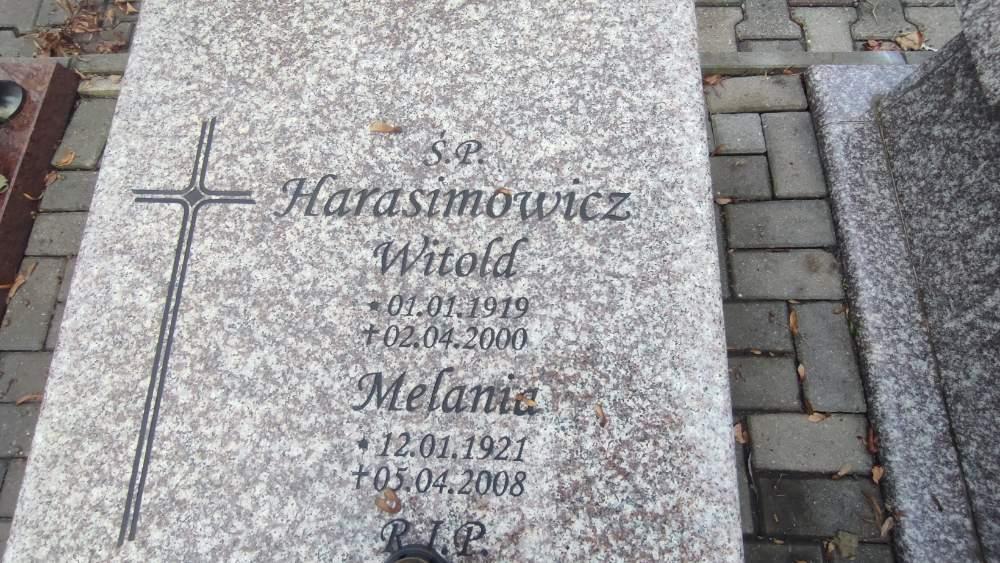 Ś.P.
Harasimowicz
Witold
* 01.01.1919
† 02.04.2000
Melania
* 12.01.1921
† 05.04.2008
R.I.P.